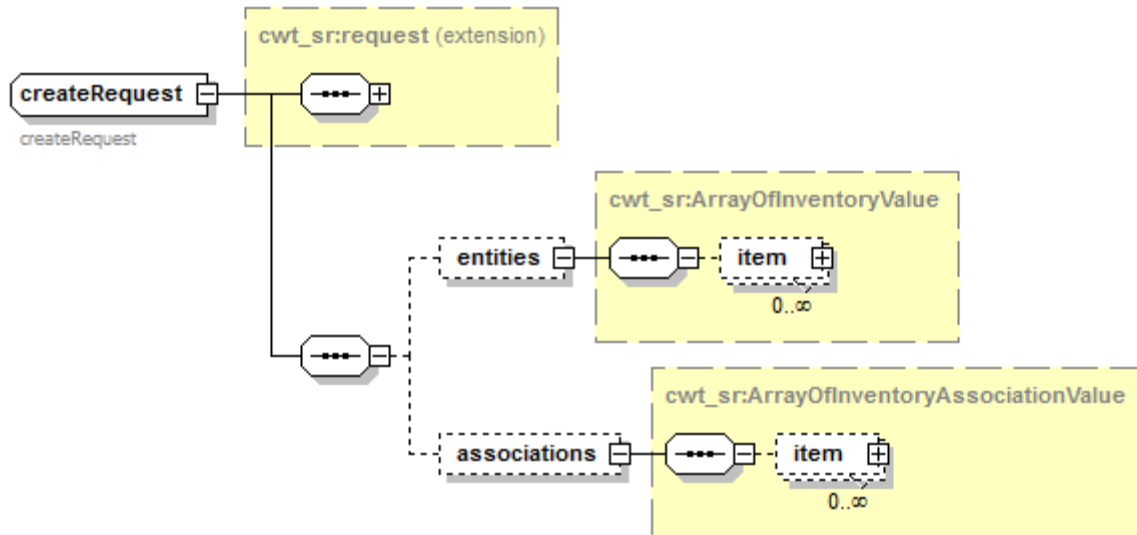 cwt_sr:request (extension)
createRequest
createRequest
cwt_sr:ArrayOfInventoryValue
entities
item
0..∞
cwt_sr:ArrayOfInventoryAssociationValue
associations
item
0..∞